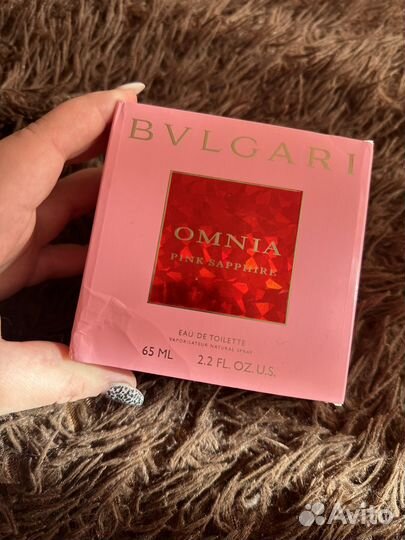 BVLGARI
OMNIA
PINK SAPPHIRE
EAU DE TOILETTE
VAPORISATEUR NATURAL SPRAY
65 ML 2.2 FL. OZ. U.S.
Avito